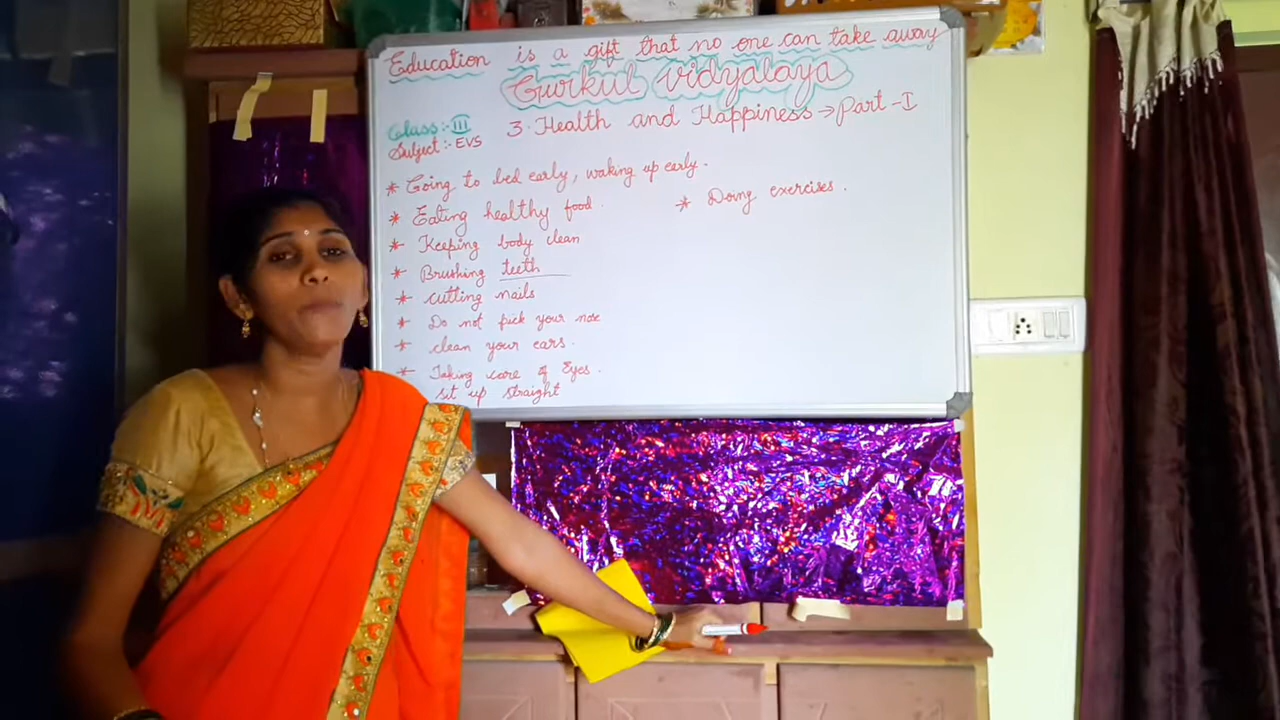 Education is a gift that no one can take away
Gurkul Vidyalaya
Class:- III
3. Health and Happiness → Part - I
Subject:- EVS
* Going to bed early, waking up early.
* Eating healthy food.
* Doing exercises.
* Keeping body clean
* Brushing teeth
* cutting nails
* Do not pick your nose
* clean your ears.
* Taking care of Eyes.
sit up straight